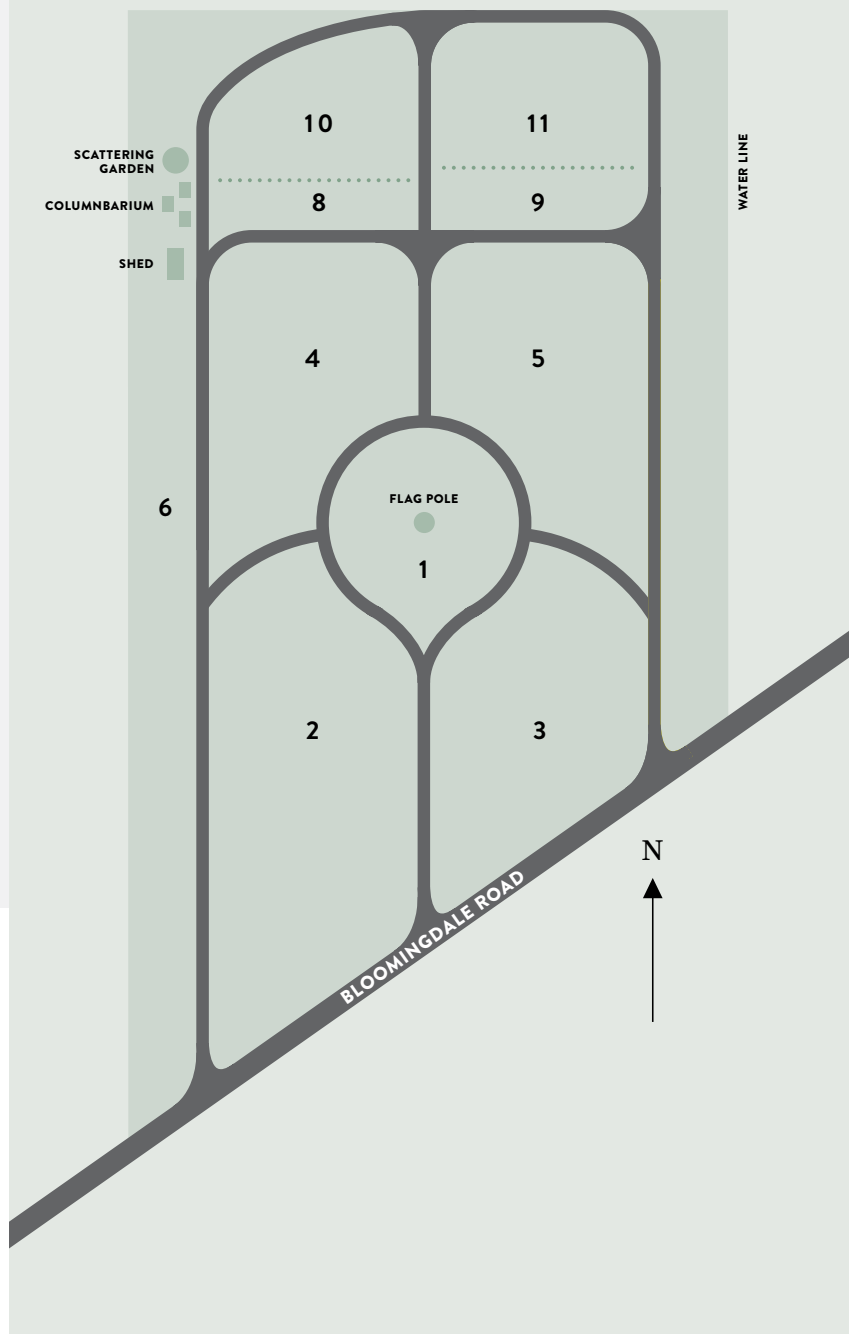 10
11
SCATTERING
GARDEN
WATER LINE
COLUMNBARIUM
8
9
SHED
4
5
FLAG POLE
6
1
2
3
N
BLOOMINGDALE ROAD